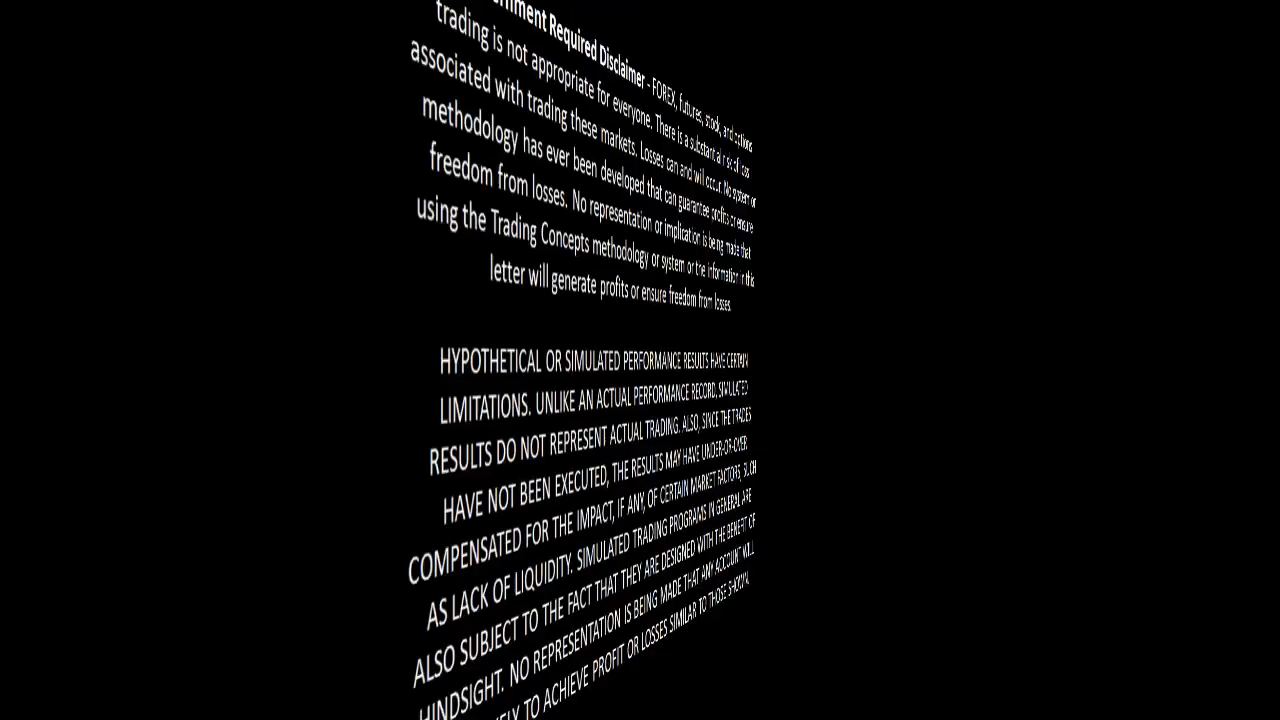 ernment Required Disclaimer - FOREX, futures, stock, and options
trading is not appropriate for everyone. There is a substantial risk of loss
associated with trading these markets. Losses can and will occur. No system or
methodology has ever been developed that can guarantee profits or ensure
freedom from losses. No representation or implication is being made that
using the Trading Concepts methodology or system or the information in this
letter will generate profits or ensure freedom from losses.
HYPOTHETICAL OR SIMULATED PERFORMANCE RESULTS HAVE CERTAIN
LIMITATIONS. UNLIKE AN ACTUAL PERFORMANCE RECORD, SIMULATED
RESULTS DO NOT REPRESENT ACTUAL TRADING. ALSO, SINCE THE TRADES
HAVE NOT BEEN EXECUTED, THE RESULTS MAY HAVE UNDER-OR-OVER
COMPENSATED FOR THE IMPACT, IF ANY, OF CERTAIN MARKET FACTORS, SUCH
AS LACK OF LIQUIDITY. SIMULATED TRADING PROGRAMS IN GENERAL ARE
ALSO SUBJECT TO THE FACT THAT THEY ARE DESIGNED WITH THE BENEFIT OF
HINDSIGHT. NO REPRESENTATION IS BEING MADE THAT ANY ACCOUNT WILL
TO ACHIEVE PROFIT OR LOSSES SIMILAR TO THOSE SHOWN.